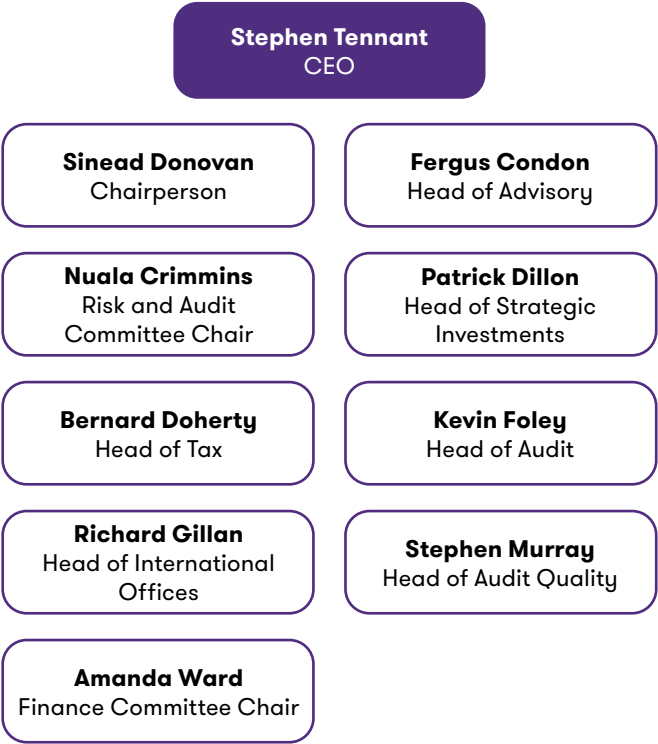 Stephen Tennant
CEO
Sinead Donovan
Chairperson
Fergus Condon
Head of Advisory
Nuala Crimmins
Risk and Audit
Committee Chair
Patrick Dillon
Head of Strategic
Investments
Bernard Doherty
Head of Tax
Kevin Foley
Head of Audit
Richard Gillan
Head of International
Offices
Stephen Murray
Head of Audit Quality
Amanda Ward
Finance Committee Chair